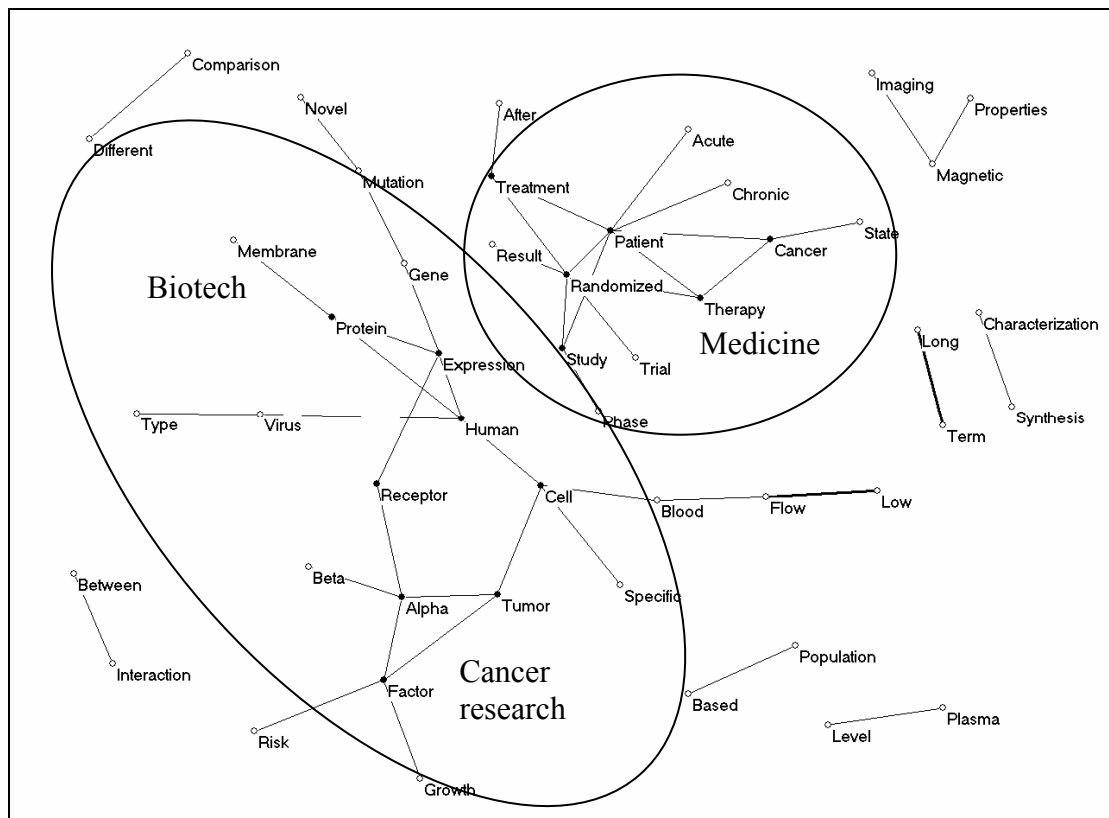 Comparison
Imaging
Novel
Properties
After
Acute
Different
Magnetic
Mutation
Treatment
Chronic
State
Patient
Cancer
Membrane
Result
Gene
Randomized
Biotech
Therapy
Protein
Characterization
Long
Medicine
Study
Expression
Trial
Type
Virus
Phase
Synthesis
Human
Term
Receptor
Cell
Low
Blood
Flow
Between
Beta
Specific
Alpha
Tumor
Population
Interaction
Cancer
research
Factor
Based
Plasma
Risk
Level
Growth